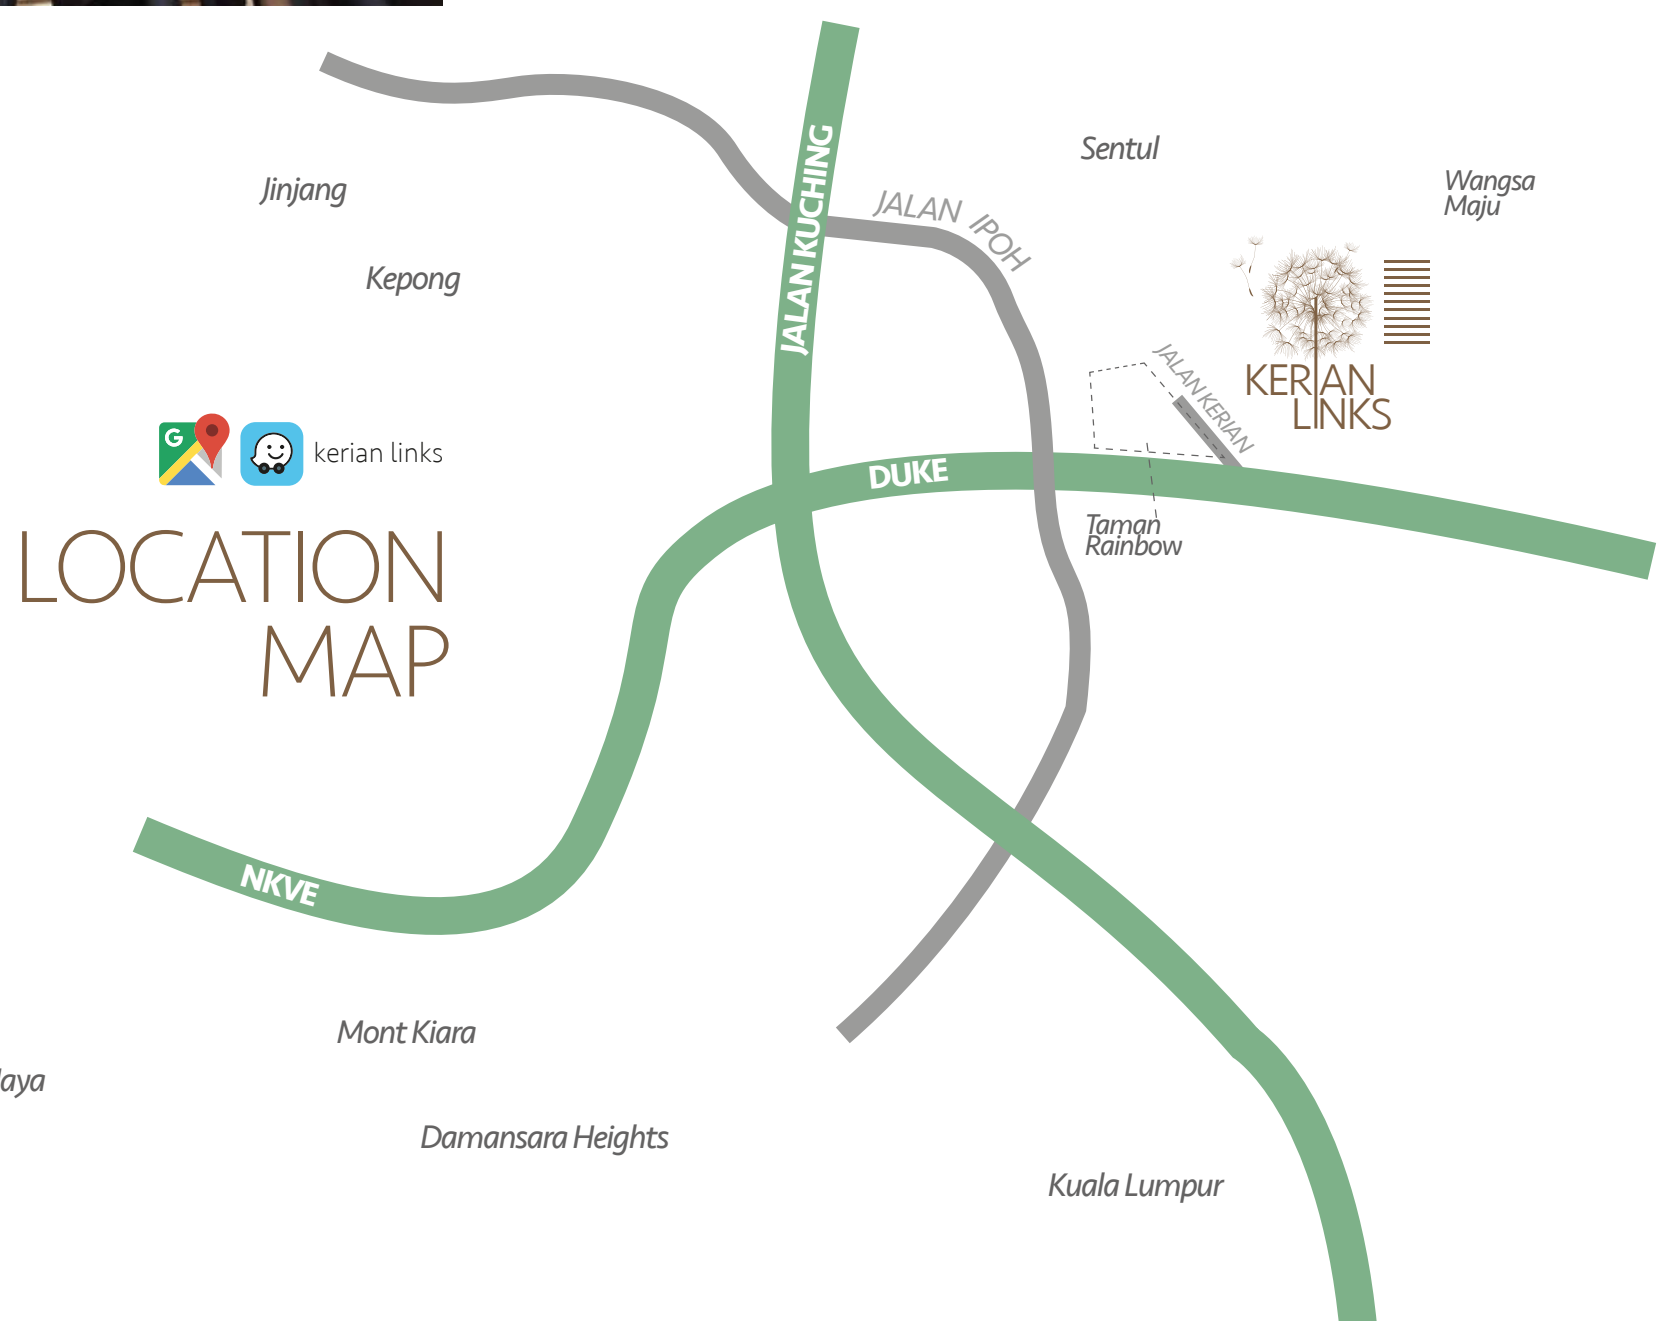 JALAN KUCHING
Sentul
Wangsa
Maju
Jinjang
JALAN IPOH
Kepong
JALAN KERIAN
KERIAN
LINKS
G
kerian links
DUKE
LOCATION
MAP
Taman
Rainbow
NKVE
Mont Kiara
Damansara Heights
Kuala Lumpur